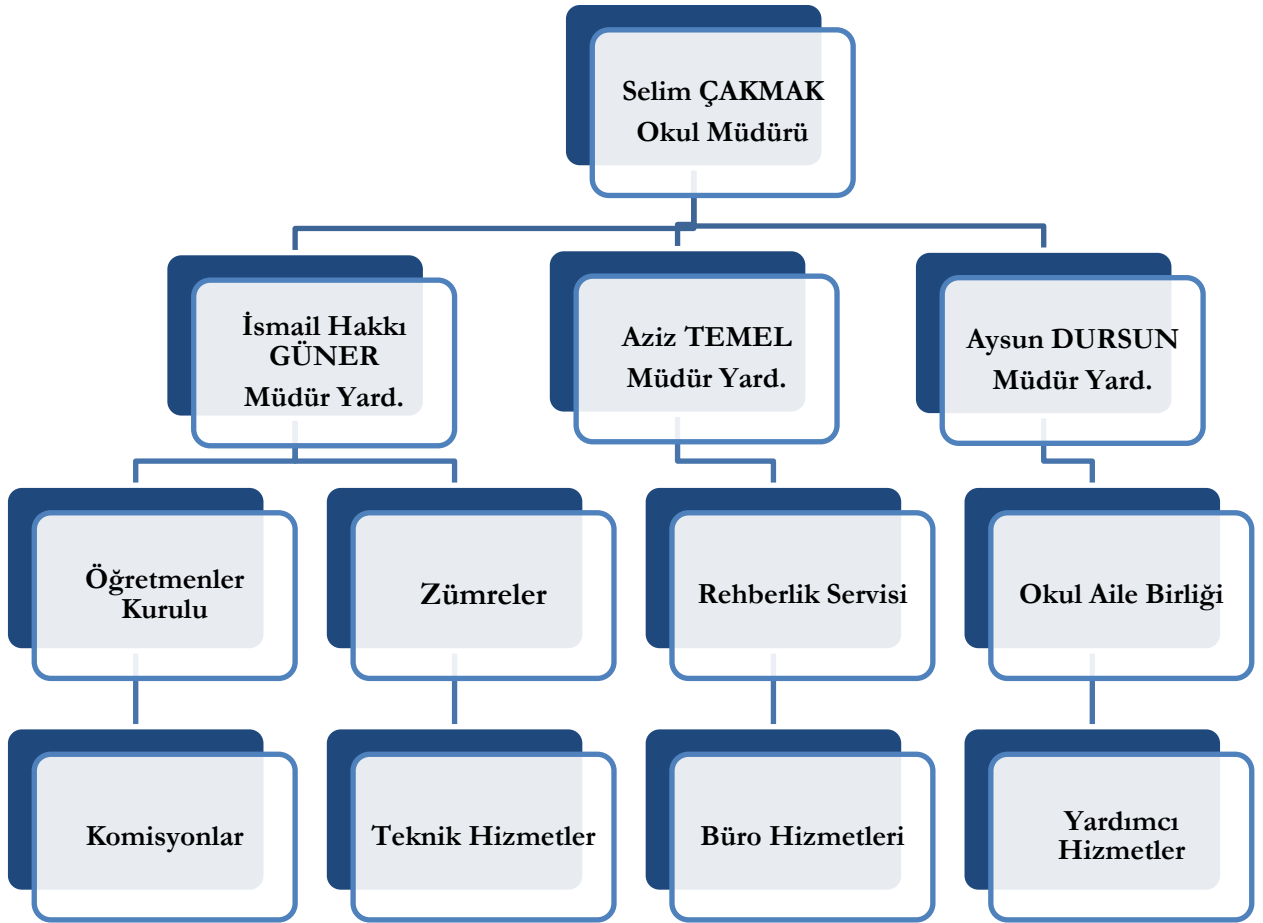 Selim ÇAKMAK
Okul Müdürü
İsmail Hakkı
GÜNER
Müdür Yard.
Aziz TEMEL
Müdür Yard.
Aysun DURSUN
Müdür Yard.
Öğretmenler
Kurulu
Zümreler
Rehberlik Servisi
Okul Aile Birliği
Komisyonlar
Teknik Hizmetler
Büro Hizmetleri
Yardımcı
Hizmetler